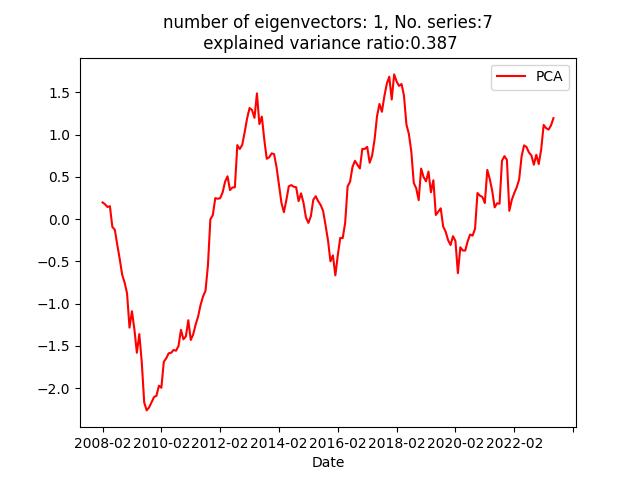 number of eigenvectors: 1, No. series:7
explained variance ratio:0.387
PCA
1.5
1.0
0.5
0.0
−0.5
−1.0
−1.5
−2.0
2008-02 2010-02 2012-02 2014-02 2016-02 2018-02 2020-02 2022-02
Date